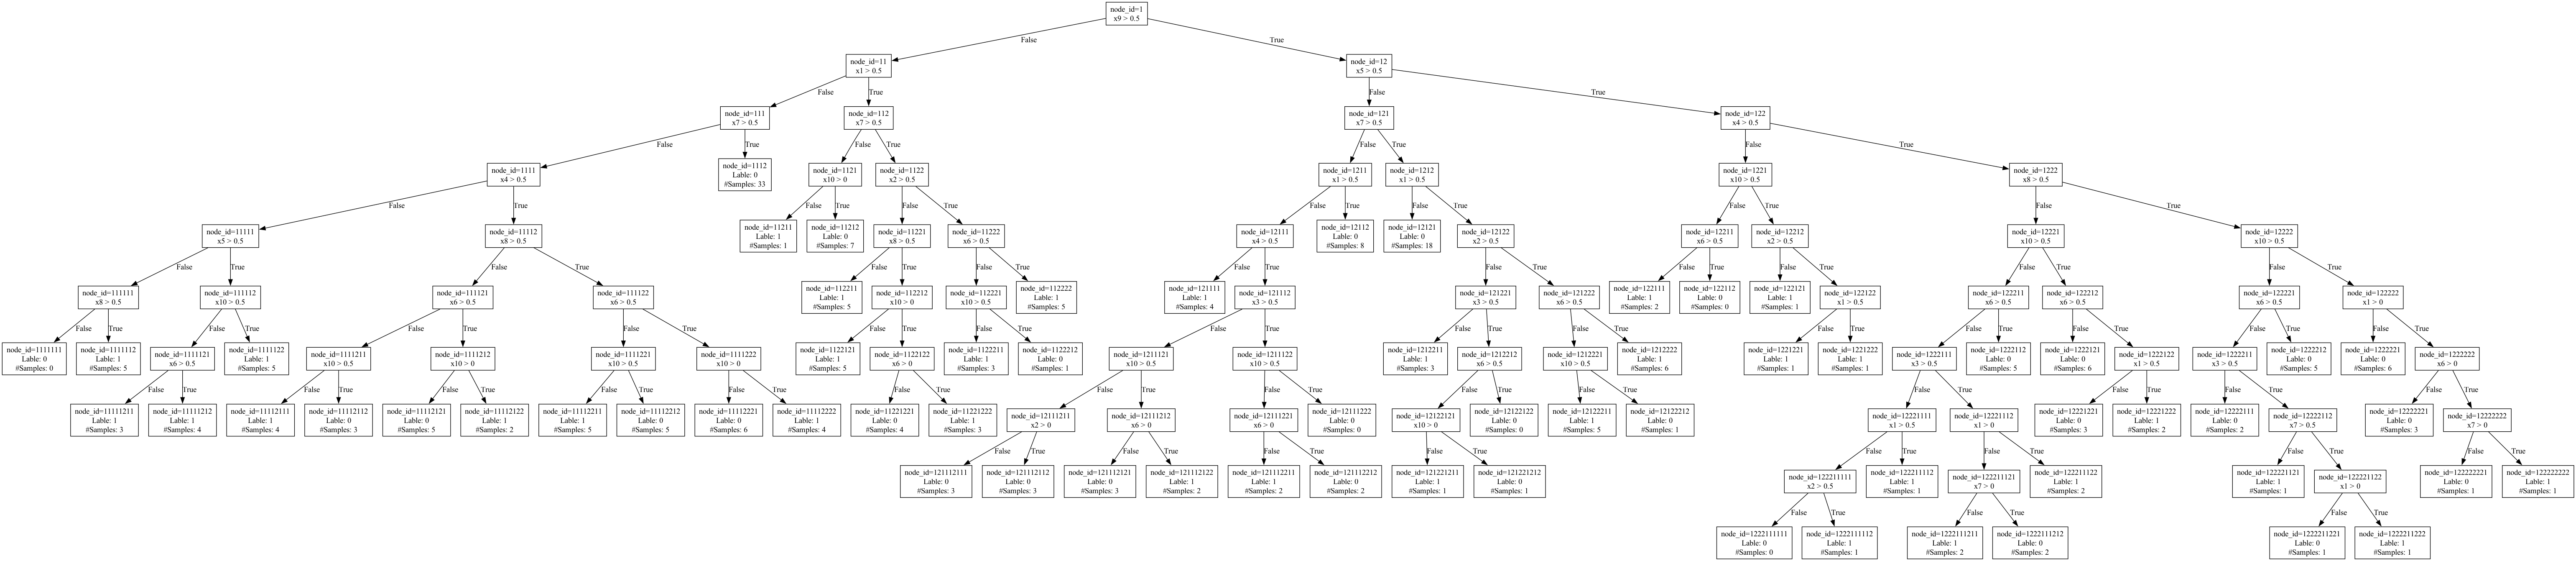 node_id=1
x9 > 0.5
False
True
node_id=11
x1 > 0.5
node_id=12
x5 > 0.5
False
True
False
True
node_id=111
x7 > 0.5
node_id=112
x7 > 0.5
node_id=121
x7 > 0.5
node_id=122
x4 > 0.5
False
True
False
True
False
True
False
True
node_id=1111
x4 > 0.5
node_id=1112
Lable: 0
#Samples: 33
node_id=1121
x10 > 0
node_id=1122
x2 > 0.5
node_id=1211
x1 > 0.5
node_id=1212
x1 > 0.5
node_id=1221
x10 > 0.5
node_id=1222
x8 > 0.5
False
True
False
True
False
True
False
True
False
True
False
True
False
True
node_id=11111
x5 > 0.5
node_id=11112
x8 > 0.5
node_id=11211
Lable: 1
#Samples: 1
node_id=11212
Lable: 0
#Samples: 7
node_id=11221
x8 > 0.5
node_id=11222
x6 > 0.5
node_id=12111
x4 > 0.5
node_id=12112
Lable: 0
#Samples: 8
node_id=12121
Lable: 0
#Samples: 18
node_id=12122
x2 > 0.5
node_id=12211
x6 > 0.5
node_id=12212
x2 > 0.5
node_id=12221
x10 > 0.5
node_id=12222
x10 > 0.5
False
True
False
True
False
True
False
True
False
True
False
True
False
True
False
True
False
True
False
True
node_id=111111
x8 > 0.5
node_id=111112
x10 > 0.5
node_id=111121
x6 > 0.5
node_id=111122
x6 > 0.5
node_id=112211
Lable: 1
#Samples: 5
node_id=112212
x10 > 0
node_id=112221
x10 > 0.5
node_id=112222
Lable: 1
#Samples: 5
node_id=121111
Lable: 1
#Samples: 4
node_id=121112
x3 > 0.5
node_id=121221
x3 > 0.5
node_id=121222
x6 > 0.5
node_id=122111
Lable: 1
#Samples: 2
node_id=122112
Lable: 0
#Samples: 0
node_id=122121
Lable: 1
#Samples: 1
node_id=122122
x1 > 0.5
node_id=122211
x6 > 0.5
node_id=122212
x6 > 0.5
node_id=122221
x6 > 0.5
node_id=122222
x1 > 0
False
True
False
True
False
True
False
True
False
True
False
True
False
True
False
True
False
True
False
True
False
True
False
True
False
True
False
True
node_id=1111111
Lable: 0
#Samples: 0
node_id=1111112
Lable: 1
#Samples: 5
node_id=1111121
x6 > 0.5
node_id=1111122
Lable: 1
#Samples: 5
node_id=1111211
x10 > 0.5
node_id=1111212
x10 > 0
node_id=1111221
x10 > 0.5
node_id=1111222
x10 > 0
node_id=1122121
Lable: 1
#Samples: 5
node_id=1122122
x6 > 0
node_id=1122211
Lable: 1
#Samples: 3
node_id=1122212
Lable: 0
#Samples: 1
node_id=1211121
x10 > 0.5
node_id=1211122
x10 > 0.5
node_id=1212211
Lable: 1
#Samples: 3
node_id=1212212
x6 > 0.5
node_id=1212221
x10 > 0.5
node_id=1212222
Lable: 1
#Samples: 6
node_id=1221221
Lable: 1
#Samples: 1
node_id=1221222
Lable: 1
#Samples: 1
node_id=1222111
x3 > 0.5
node_id=1222112
Lable: 0
#Samples: 5
node_id=1222121
Lable: 0
#Samples: 6
node_id=1222122
x1 > 0.5
node_id=1222211
x3 > 0.5
node_id=1222212
Lable: 0
#Samples: 5
node_id=1222221
Lable: 0
#Samples: 6
node_id=1222222
x6 > 0
False
True
False
True
False
True
False
True
False
True
False
True
False
True
False
True
False
True
False
True
False
True
False
True
False
True
False
True
node_id=11111211
Lable: 1
#Samples: 3
node_id=11111212
Lable: 1
#Samples: 4
node_id=11112111
Lable: 1
#Samples: 4
node_id=11112112
Lable: 0
#Samples: 3
node_id=11112121
Lable: 0
#Samples: 5
node_id=11112122
Lable: 1
#Samples: 2
node_id=11112211
Lable: 1
#Samples: 5
node_id=11112212
Lable: 0
#Samples: 5
node_id=11112221
Lable: 0
#Samples: 6
node_id=11112222
Lable: 1
#Samples: 4
node_id=11221221
Lable: 0
#Samples: 4
node_id=11221222
Lable: 1
#Samples: 3
node_id=12111211
x2 > 0
node_id=12111212
x6 > 0
node_id=12111221
x6 > 0
node_id=12111222
Lable: 0
#Samples: 0
node_id=12122121
x10 > 0
node_id=12122122
Lable: 0
#Samples: 0
node_id=12122211
Lable: 1
#Samples: 5
node_id=12122212
Lable: 0
#Samples: 1
node_id=12221111
x1 > 0.5
node_id=12221112
x1 > 0
node_id=12221221
Lable: 0
#Samples: 3
node_id=12221222
Lable: 1
#Samples: 2
node_id=12222111
Lable: 0
#Samples: 2
node_id=12222112
x7 > 0.5
node_id=12222221
Lable: 0
#Samples: 3
node_id=12222222
x7 > 0
False
True
False
True
False
True
False
True
False
True
False
True
False
True
False
True
node_id=121112111
Lable: 0
#Samples: 3
node_id=121112112
Lable: 0
#Samples: 3
node_id=121112121
Lable: 0
#Samples: 3
node_id=121112122
Lable: 1
#Samples: 2
node_id=121112211
Lable: 1
#Samples: 2
node_id=121112212
Lable: 0
#Samples: 2
node_id=121221211
Lable: 1
#Samples: 1
node_id=121221212
Lable: 0
#Samples: 1
node_id=122211111
x2 > 0.5
node_id=122211112
Lable: 1
#Samples: 1
node_id=122211121
x7 > 0
node_id=122211122
Lable: 1
#Samples: 2
node_id=122221121
Lable: 1
#Samples: 1
node_id=122221122
x1 > 0
node_id=122222221
Lable: 0
#Samples: 1
node_id=122222222
Lable: 1
#Samples: 1
False
True
False
True
False
True
node_id=1222111111
Lable: 0
#Samples: 0
node_id=1222111112
Lable: 1
#Samples: 1
node_id=1222111211
Lable: 1
#Samples: 2
node_id=1222111212
Lable: 0
#Samples: 2
node_id=1222211221
Lable: 0
#Samples: 1
node_id=1222211222
Lable: 1
#Samples: 1